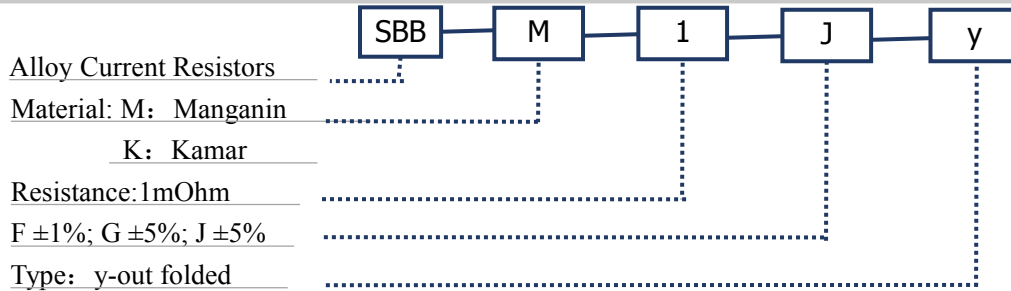 SBB M 1 J y
Alloy Current Resistors
Material: M：Manganin
K：Kamar
Resistance:1mOhm
F ±1%; G ±5%; J ±5%
Type：y-out folded